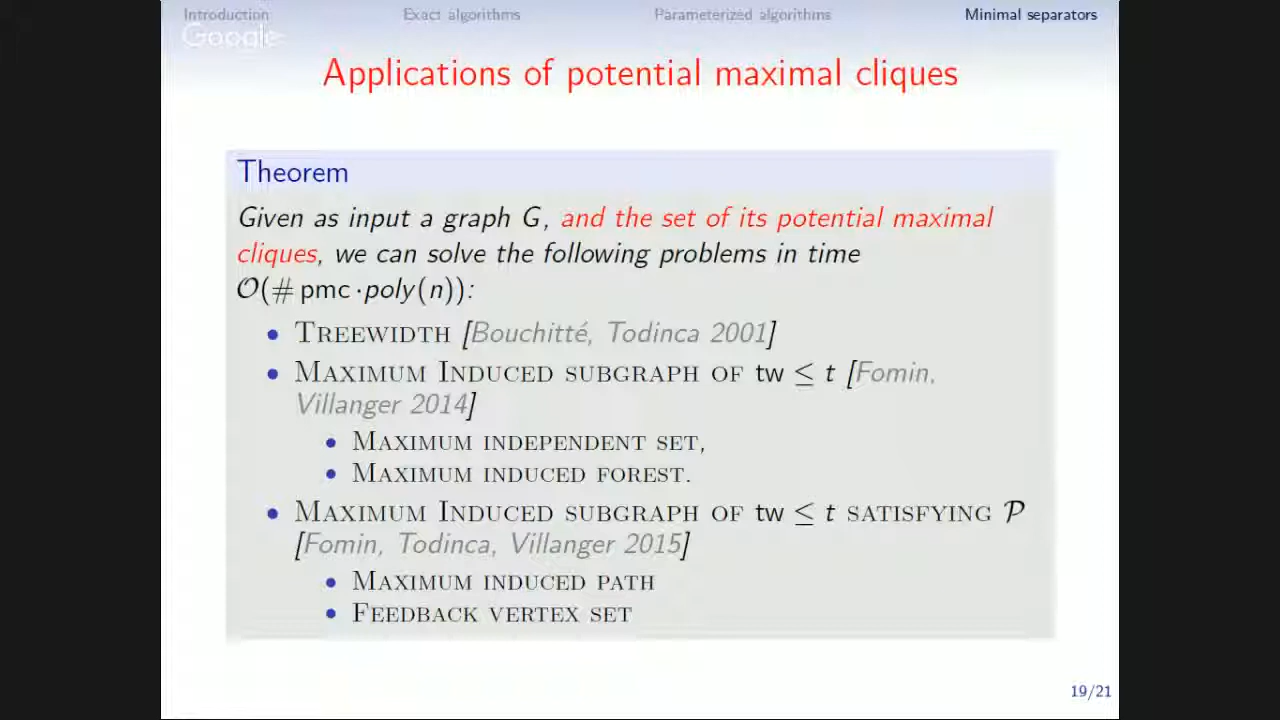 Introduction Exact algorithms Parameterized algorithms Minimal separators
Google
Applications of potential maximal cliques
Theorem
Given as input a graph G, and the set of its potential maximal
cliques, we can solve the following problems in time
𝒪(# pmc ·poly(n)):
• TREEWIDTH [Bouchitté, Todinca 2001]
• MAXIMUM INDUCED SUBGRAPH OF tw ≤ t [Fomin,
Villanger 2014]
• MAXIMUM INDEPENDENT SET,
• MAXIMUM INDUCED FOREST.
• MAXIMUM INDUCED SUBGRAPH OF tw ≤ t SATISFYING 𝒫
[Fomin, Todinca, Villanger 2015]
• MAXIMUM INDUCED PATH
• FEEDBACK VERTEX SET
19/21